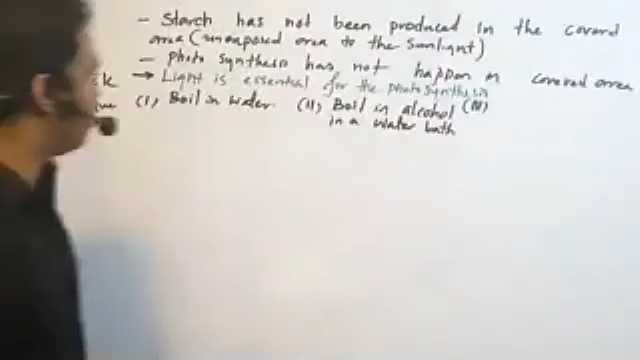 - Starch has not been produced in the coverd
area (unexposed area to the sunlight)
- Photo synthesis has not happen in covered area
→ Light is essential for the photosynthesis
(I) Boil in water (II) Boil in alcohol (III)
in a water bath